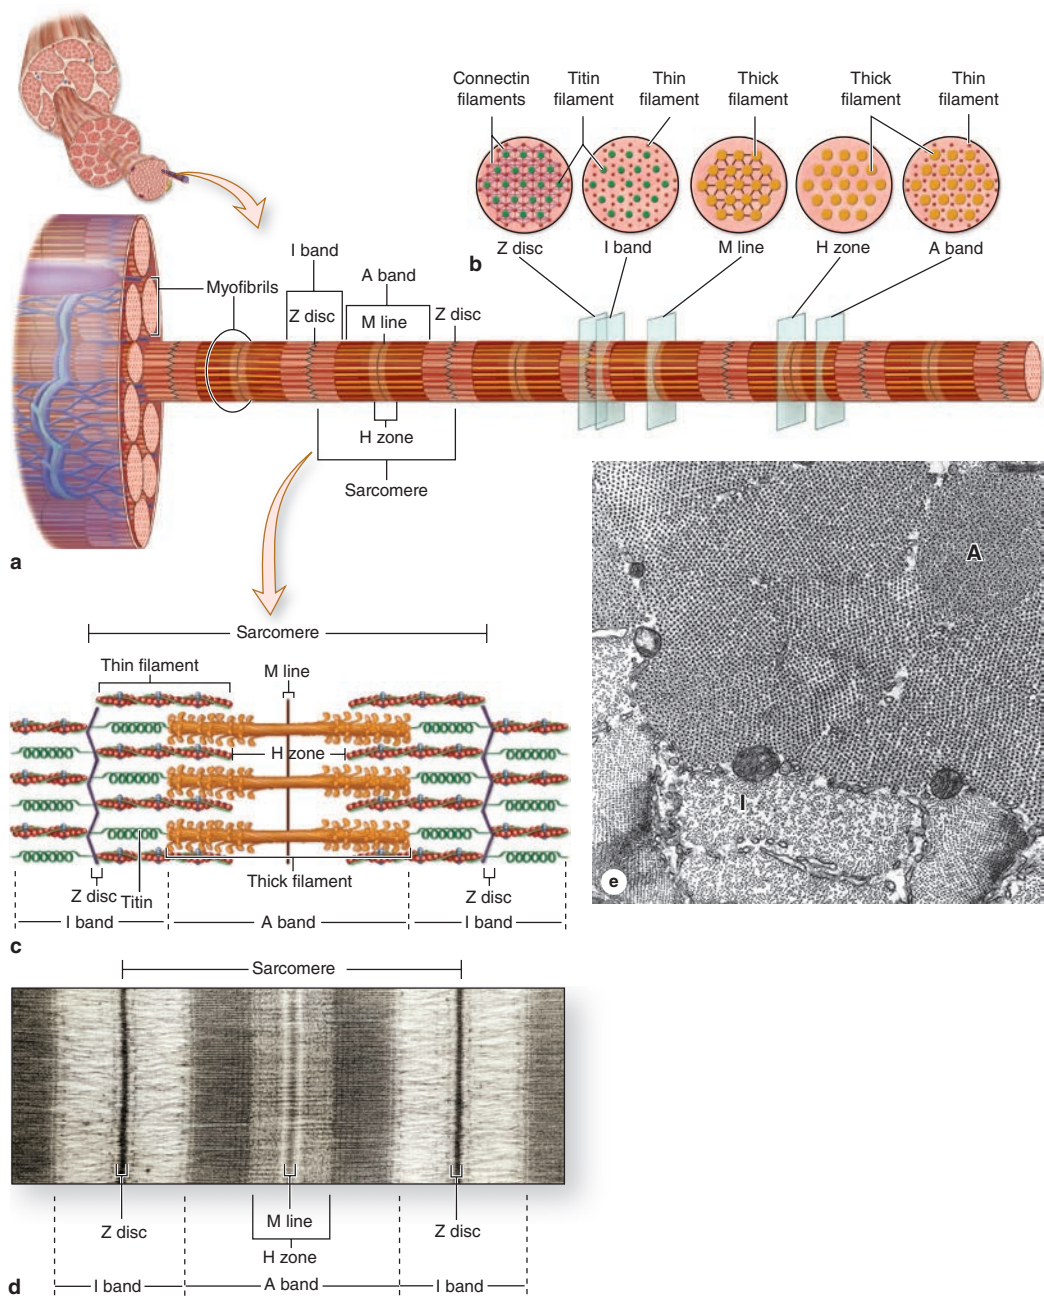 Connectin
filaments
Titin
filament
Thin
filament
Thick
filament
Thick
filament
Thin
filament
Z disc
I band
M line
H zone
A band
b
Myofibrils
I band
A band
Z disc
M line
Z disc
H zone
Sarcomere
a
A
I
e
Sarcomere
Thin filament
M line
H zone
Thick filament
Z disc
Titin
Z disc
I band
A band
I band
c
Sarcomere
Z disc
M line
H zone
Z disc
I band
A band
I band
d